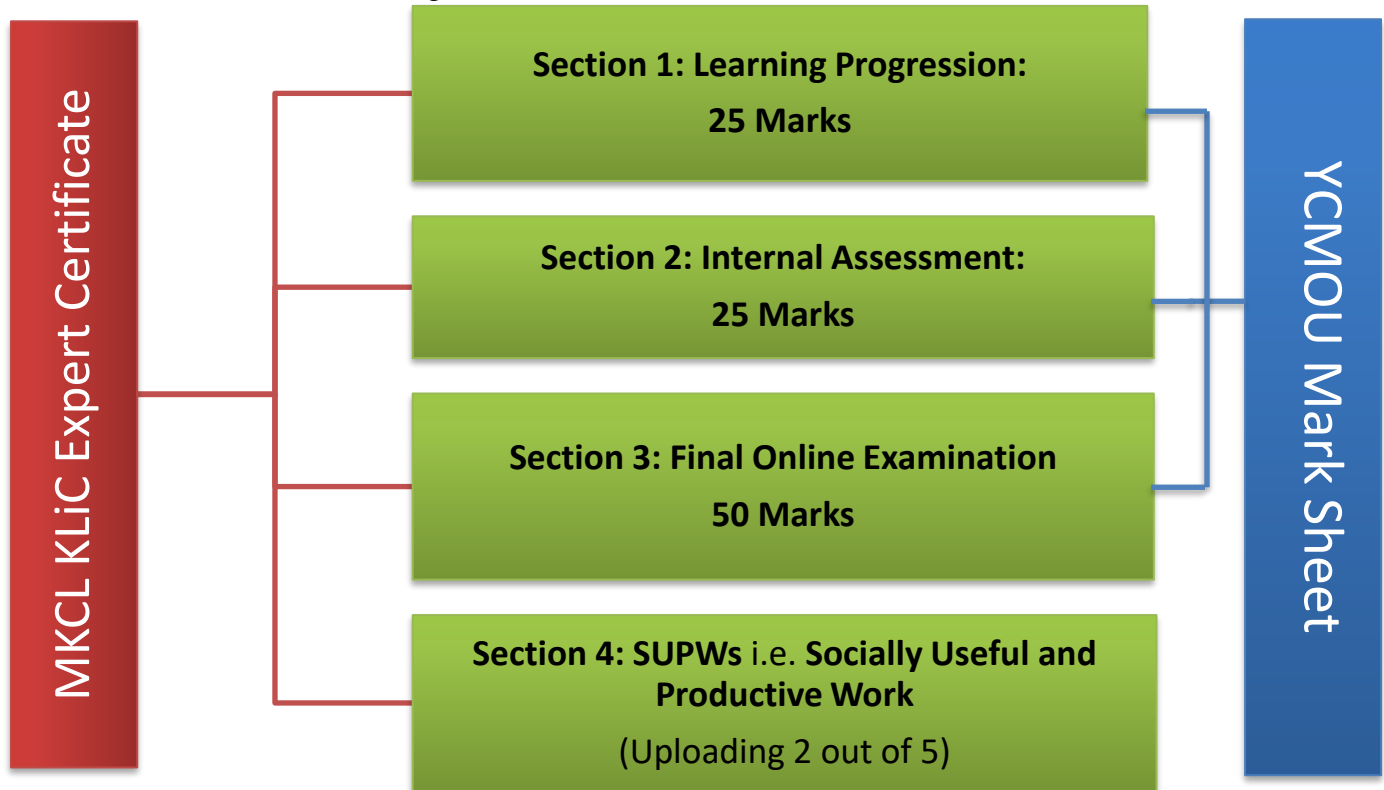 MKCL KLiC Expert Certificate
Section 1: Learning Progression:
25 Marks
Section 2: Internal Assessment:
25 Marks
Section 3: Final Online Examination
50 Marks
Section 4: SUPWs i.e. Socially Useful and
Productive Work
(Uploading 2 out of 5)
YCMOU Mark Sheet